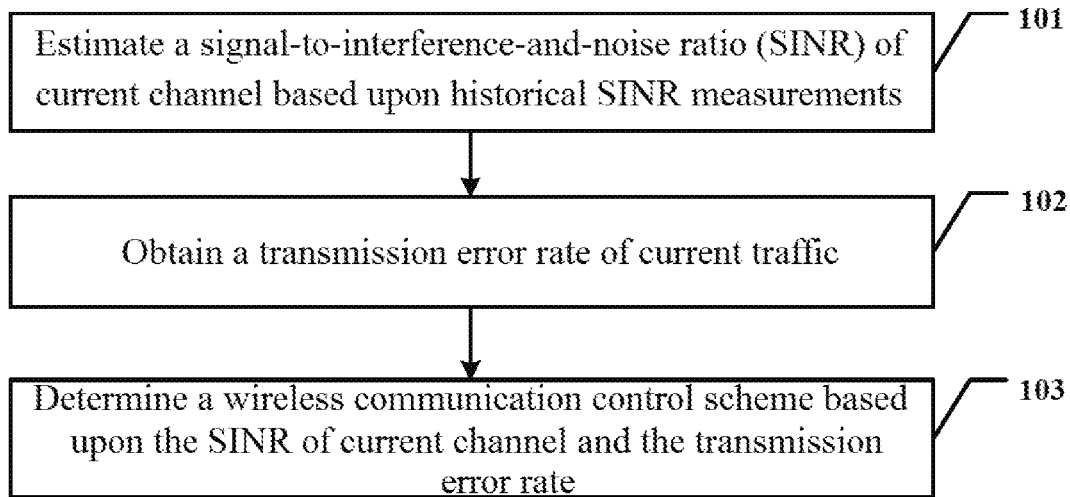 Estimate a signal-to-interference-and-noise ratio (SINR) of
current channel based upon historical SINR measurements
101
Obtain a transmission error rate of current traffic
102
Determine a wireless communication control scheme based
upon the SINR of current channel and the transmission
error rate
103